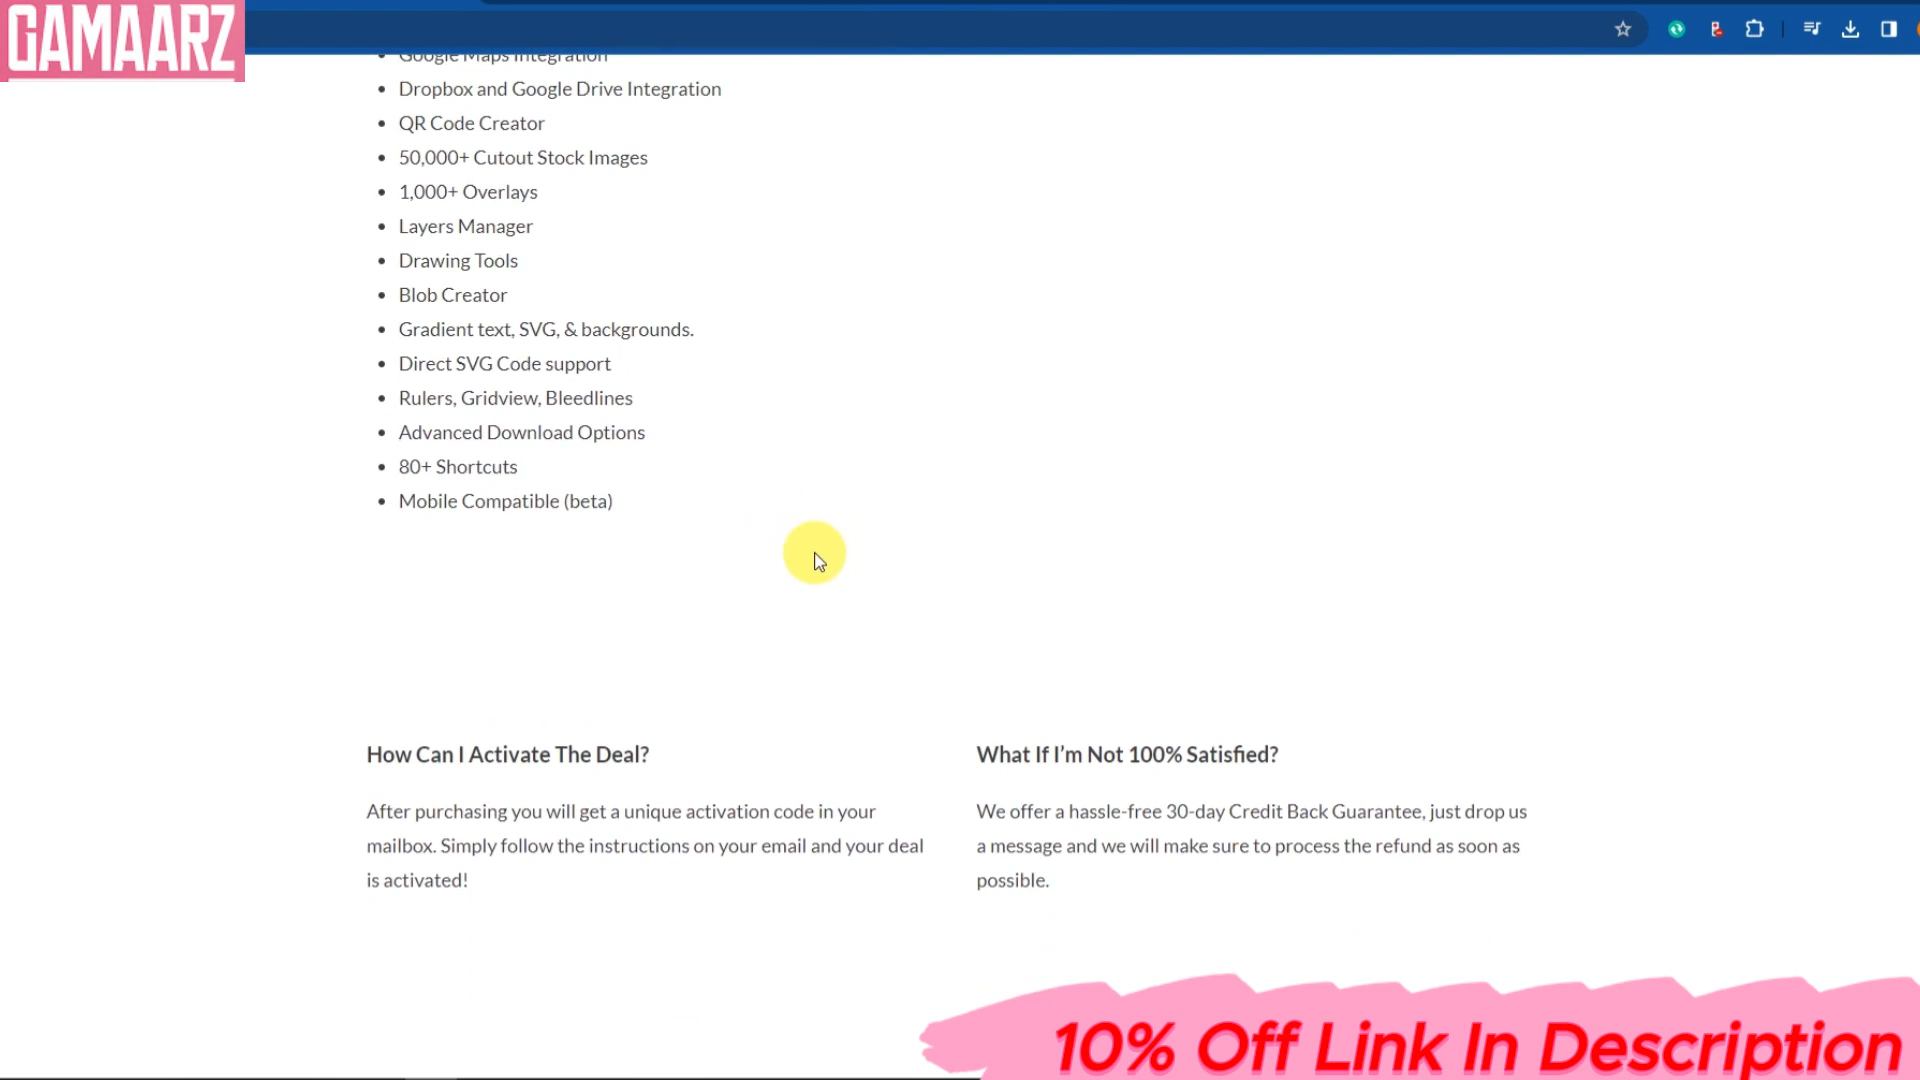 GAMAARZ
Google Maps Integration
Dropbox and Google Drive Integration
QR Code Creator
50,000+ Cutout Stock Images
1,000+ Overlays
Layers Manager
Drawing Tools
Blob Creator
Gradient text, SVG, & backgrounds.
Direct SVG Code support
Rulers, Gridview, Bleedlines
Advanced Download Options
80+ Shortcuts
Mobile Compatible (beta)
How Can I Activate The Deal?
After purchasing you will get a unique activation code in your
mailbox. Simply follow the instructions on your email and your deal
is activated!
What If I’m Not 100% Satisfied?
We offer a hassle-free 30-day Credit Back Guarantee, just drop us
a message and we will make sure to process the refund as soon as
possible.
10% Off Link In Description